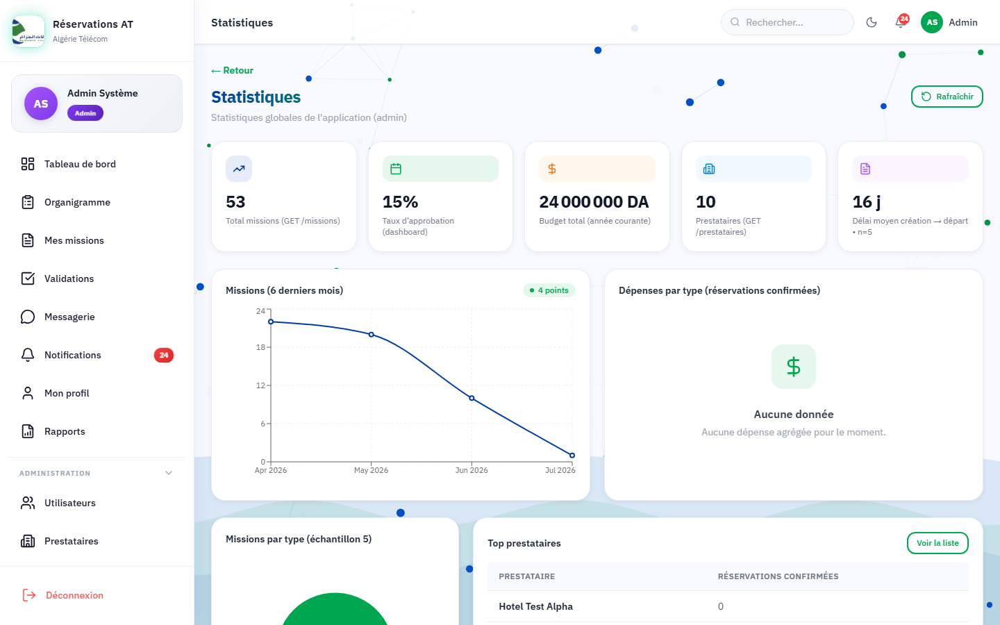 Réservations AT
Algérie Télécom
AS
Admin Système
Admin
Tableau de bord
Organigramme
Mes missions
Validations
Messagerie
Notifications
24
Mon profil
Rapports
ADMINISTRATION
Utilisateurs
Prestataires
Déconnexion
Statistiques
Rechercher...
24
AS
Admin
← Retour
Statistiques
Statistiques globales de l'application (admin)
Rafraîchir
53
Total missions (GET /missions)
15%
Taux d’approbation
(dashboard)
24 000 000 DA
Budget total (année courante)
10
Prestataires (GET
/prestataires)
16 j
Délai moyen création → départ
• n=5
Missions (6 derniers mois)
4 points
24
18
12
6
0
Apr 2026
May 2026
Jun 2026
Jul 2026
Dépenses par type (réservations confirmées)
Aucune donnée
Aucune dépense agrégée pour le moment.
Missions par type (échantillon 5)
Top prestataires
Voir la liste
PRESTATAIRE
RÉSERVATIONS CONFIRMÉES
Hotel Test Alpha
0